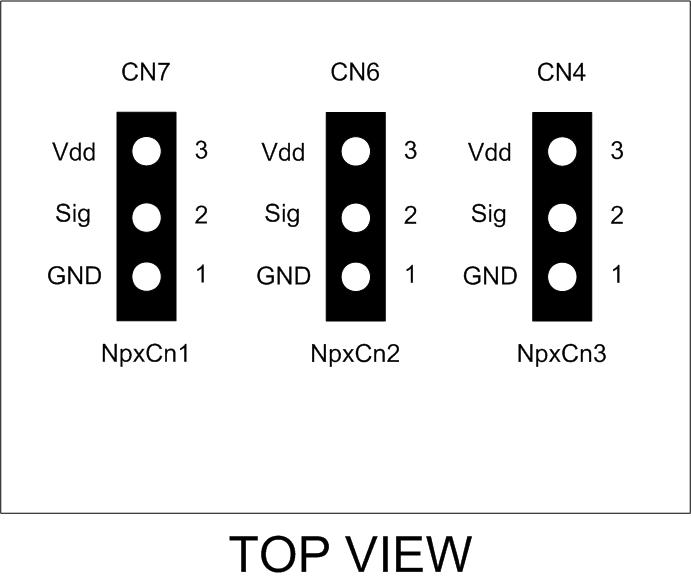 CN7 CN6 CN4
Vdd 3 Vdd 3 Vdd 3
Sig 2 Sig 2 Sig 2
GND 1 GND 1 GND 1
NpxCn1 NpxCn2 NpxCn3
TOP VIEW